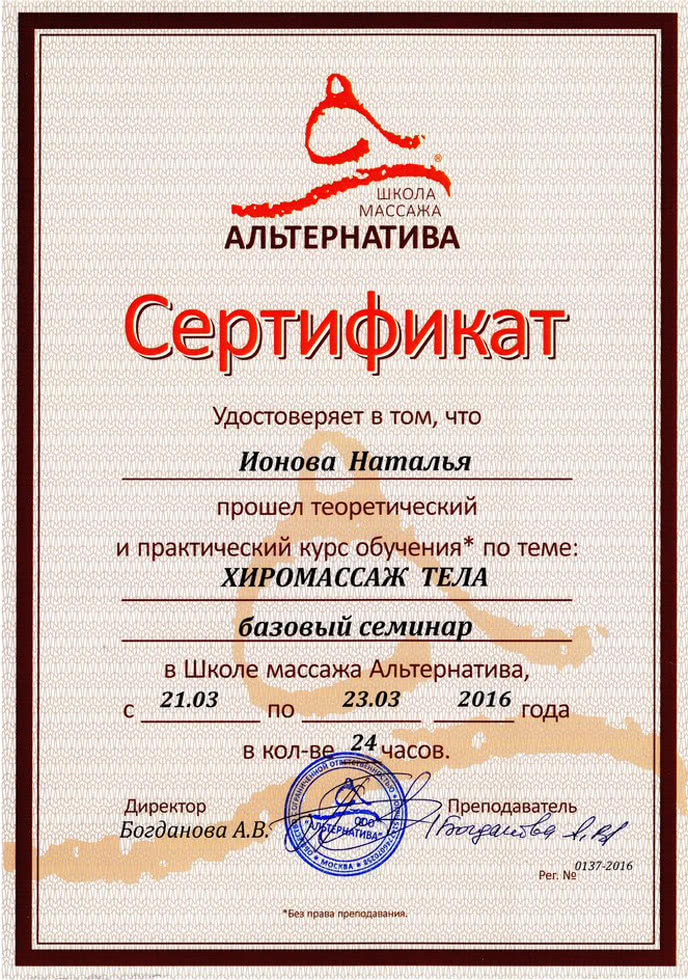 ШКОЛА
МАССАЖА
АЛЬТЕРНАТИВА
Сертификат
Удостоверяет в том, что
Ионова Наталья
прошел теоретический
и практический курс обучения* по теме:
ХИРОМАССАЖ ТЕЛА
базовый семинар
в Школе массажа Альтернатива,
с 21.03 по 23.03 2016 года
в кол-ве 24 часов.
Директор
Богданова А.В.
ООО
"АЛЬТЕРНАТИВА"
МОСКВА
Преподаватель
Богданова А.В.
Рег. № 0137-2016
*Без права преподавания.